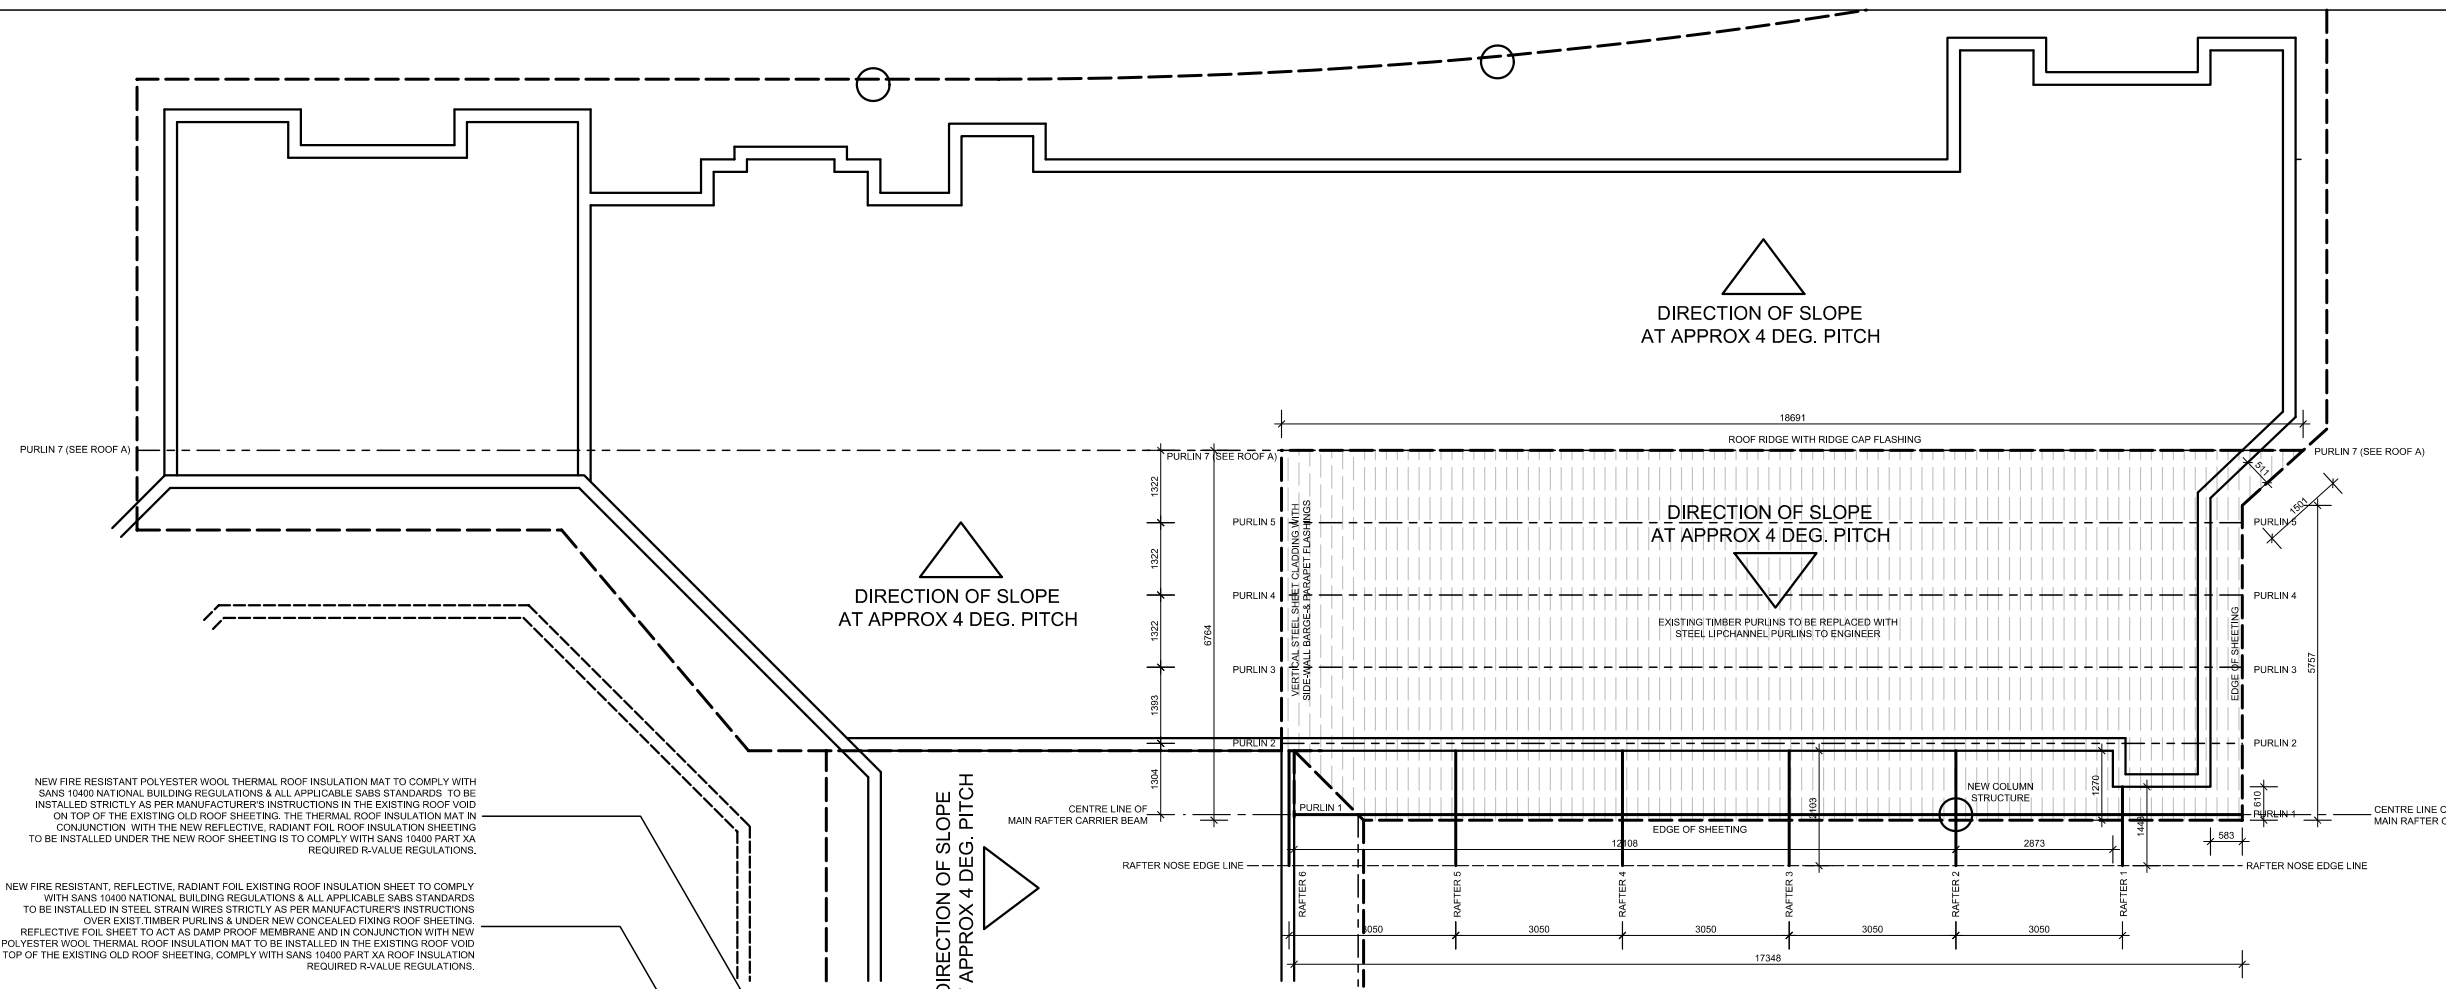 DIRECTION OF SLOPE
AT APPROX 4 DEG. PITCH
18691
ROOF RIDGE WITH RIDGE CAP FLASHING
PURLIN 7 (SEE ROOF A)
PURLIN 7 (SEE ROOF A)
PURLIN 7 (SEE ROOF A)
511
1501
1322
1322
1322
1393
1304
6764
PURLIN 5
PURLIN 4
PURLIN 3
PURLIN 2
PURLIN 1
VERTICAL STEEL SHEET CLADDING WITH
SIDE-WALL BARGE-& PARAPET FLASHINGS
DIRECTION OF SLOPE
AT APPROX 4 DEG. PITCH
EXISTING TIMBER PURLINS TO BE REPLACED WITH
STEEL LIPCHANNEL PURLINS TO ENGINEER
EDGE OF SHEETING
PURLIN 5
PURLIN 4
PURLIN 3
PURLIN 2
PURLIN 1
5757
DIRECTION OF SLOPE
AT APPROX 4 DEG. PITCH
NEW FIRE RESISTANT POLYESTER WOOL THERMAL ROOF INSULATION MAT TO COMPLY WITH
SANS 10400 NATIONAL BUILDING REGULATIONS & ALL APPLICABLE SABS STANDARDS TO BE
INSTALLED STRICTLY AS PER MANUFACTURER'S INSTRUCTIONS IN THE EXISTING ROOF VOID
ON TOP OF THE EXISTING OLD ROOF SHEETING. THE THERMAL ROOF INSULATION MAT IN
CONJUNCTION WITH THE NEW REFLECTIVE, RADIANT FOIL ROOF INSULATION SHEETING
TO BE INSTALLED UNDER THE NEW ROOF SHEETING IS TO COMPLY WITH SANS 10400 PART XA
REQUIRED R-VALUE REGULATIONS.
NEW FIRE RESISTANT, REFLECTIVE, RADIANT FOIL EXISTING ROOF INSULATION SHEET TO COMPLY
WITH SANS 10400 NATIONAL BUILDING REGULATIONS & ALL APPLICABLE SABS STANDARDS
TO BE INSTALLED IN STEEL STRAIN WIRES STRICTLY AS PER MANUFACTURER'S INSTRUCTIONS
OVER EXIST.TIMBER PURLINS & UNDER NEW CONCEALED FIXING ROOF SHEETING.
REFLECTIVE FOIL SHEET TO ACT AS DAMP PROOF MEMBRANE AND IN CONJUNCTION WITH NEW
POLYESTER WOOL THERMAL ROOF INSULATION MAT TO BE INSTALLED IN THE EXISTING ROOF VOID
TOP OF THE EXISTING OLD ROOF SHEETING, COMPLY WITH SANS 10400 PART XA ROOF INSULATION
REQUIRED R-VALUE REGULATIONS.
DIRECTION OF SLOPE
APPROX 4 DEG. PITCH
CENTRE LINE OF
MAIN RAFTER CARRIER BEAM
RAFTER NOSE EDGE LINE
EDGE OF SHEETING
NEW COLUMN
STRUCTURE
2103
1270
610
583
12108
2873
CENTRE LINE
MAIN RAFTER
RAFTER NOSE EDGE LINE
RAFTER 6
RAFTER 5
RAFTER 4
RAFTER 3
RAFTER 2
RAFTER 1
3050
3050
3050
3050
3050
17348